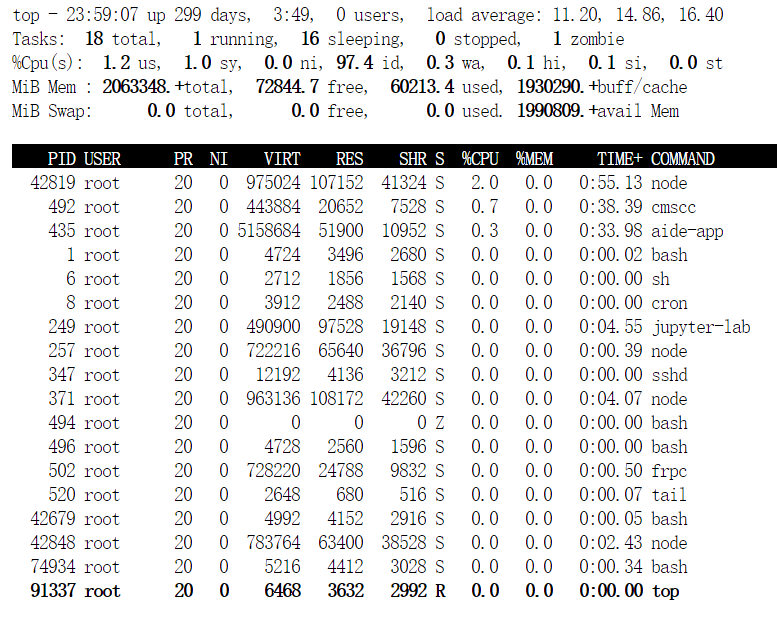 top - 23:59:07 up 299 days,  3:49,  0 users,  load average: 11.20, 14.86, 16.40
Tasks:  18 total,   1 running,  16 sleeping,   0 stopped,   1 zombie
%Cpu(s):  1.2 us,  1.0 sy,  0.0 ni, 97.4 id,  0.3 wa,  0.1 hi,  0.1 si,  0.0 st
MiB Mem : 2063348.+total,  72844.7 free,  60213.4 used, 1930290.+buff/cache
MiB Swap:      0.0 total,      0.0 free,      0.0 used. 1990809.+avail Mem
PID USER      PR  NI    VIRT    RES    SHR S  %CPU  %MEM     TIME+ COMMAND
42819 root      20   0  975024 107152  41324 S   2.0   0.0   0:55.13 node
492 root      20   0  443884  20652   7528 S   0.7   0.0   0:38.39 cmscc
435 root      20   0 5158684  51900  10952 S   0.3   0.0   0:33.98 aide-app
1 root      20   0    4724   3496   2680 S   0.0   0.0   0:00.02 bash
6 root      20   0    2712   1856   1568 S   0.0   0.0   0:00.00 sh
8 root      20   0    3912   2488   2140 S   0.0   0.0   0:00.00 cron
249 root      20   0  490900  97528  19148 S   0.0   0.0   0:04.55 jupyter-lab
257 root      20   0  722216  65640  36796 S   0.0   0.0   0:00.39 node
347 root      20   0   12192   4136   3212 S   0.0   0.0   0:00.00 sshd
371 root      20   0  963136 108172  42260 S   0.0   0.0   0:04.07 node
494 root      20   0       0      0      0 Z   0.0   0.0   0:00.00 bash
496 root      20   0    4728   2560   1596 S   0.0   0.0   0:00.00 bash
502 root      20   0  728220  24788   9832 S   0.0   0.0   0:00.50 frpc
520 root      20   0    2648    680    516 S   0.0   0.0   0:00.07 tail
42679 root      20   0    4992   4152   2916 S   0.0   0.0   0:00.05 bash
42848 root      20   0  783764  63400  38528 S   0.0   0.0   0:02.43 node
74934 root      20   0    5216   4412   3028 S   0.0   0.0   0:00.34 bash
91337 root      20   0    6468   3632   2992 R   0.0   0.0   0:00.00 top